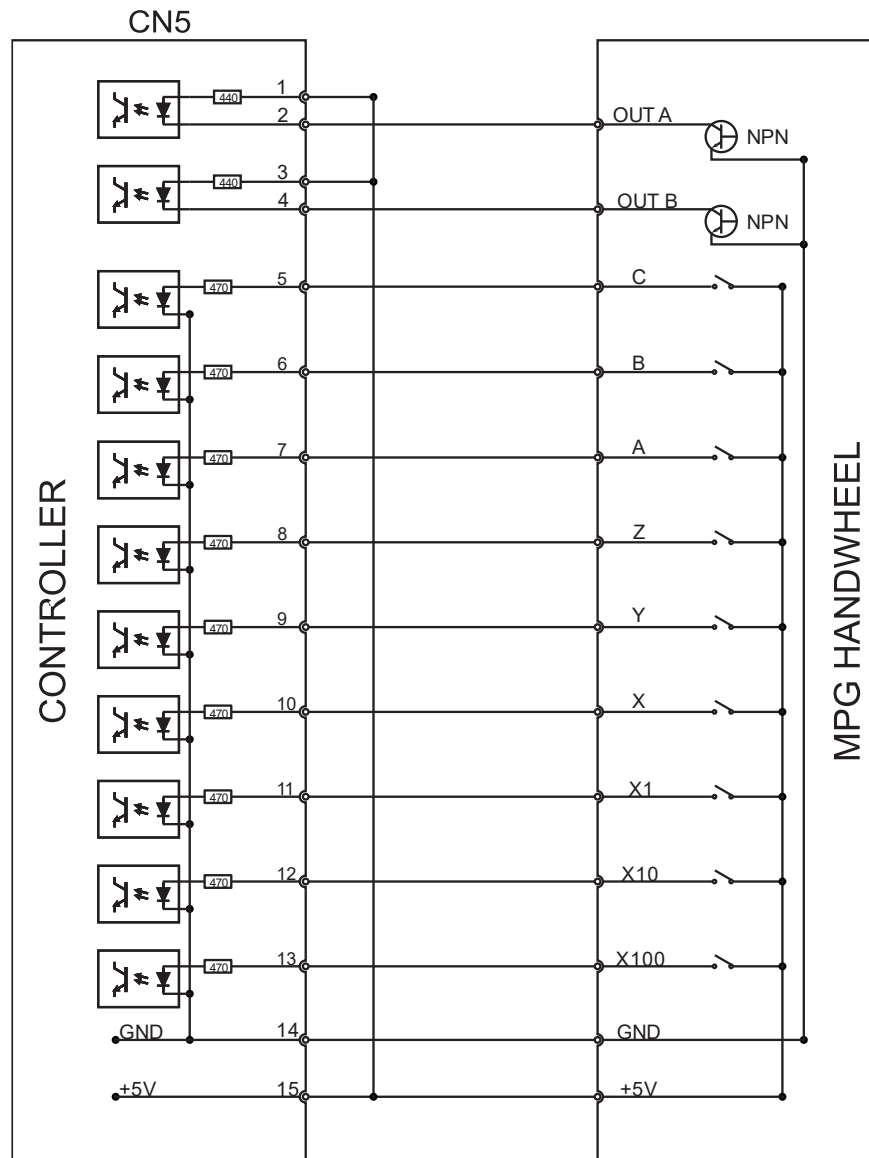 CN5
CONTROLLER
MPG HANDWHEEL
440 1
2 OUT A NPN
440 3
4 OUT B NPN
470 5 C
470 6 B
470 7 A
470 8 Z
470 9 Y
470 10 X
470 11 X1
470 12 X10
470 13 X100
GND 14 GND
+5V 15 +5V